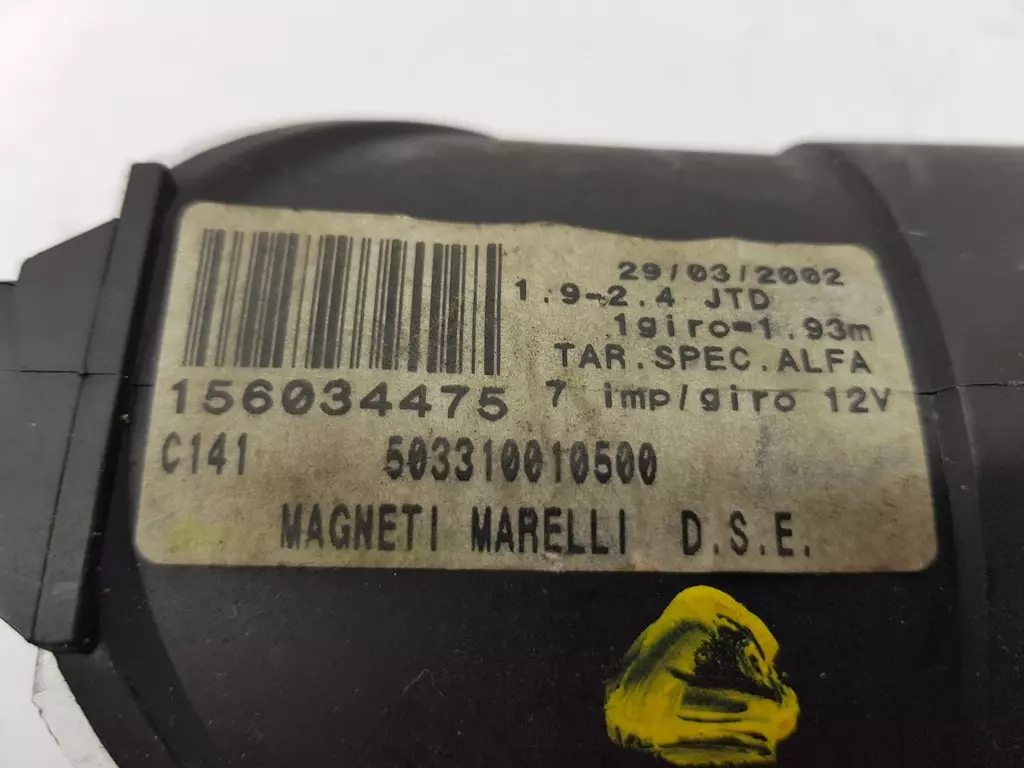 29/03/2002
1.9-2.4 JTD
1giro=1.93m
TAR.SPEC.ALFA
156034475 7 imp/giro 12V
C141 503310010500
MAGNETI MARELLI D.S.E.